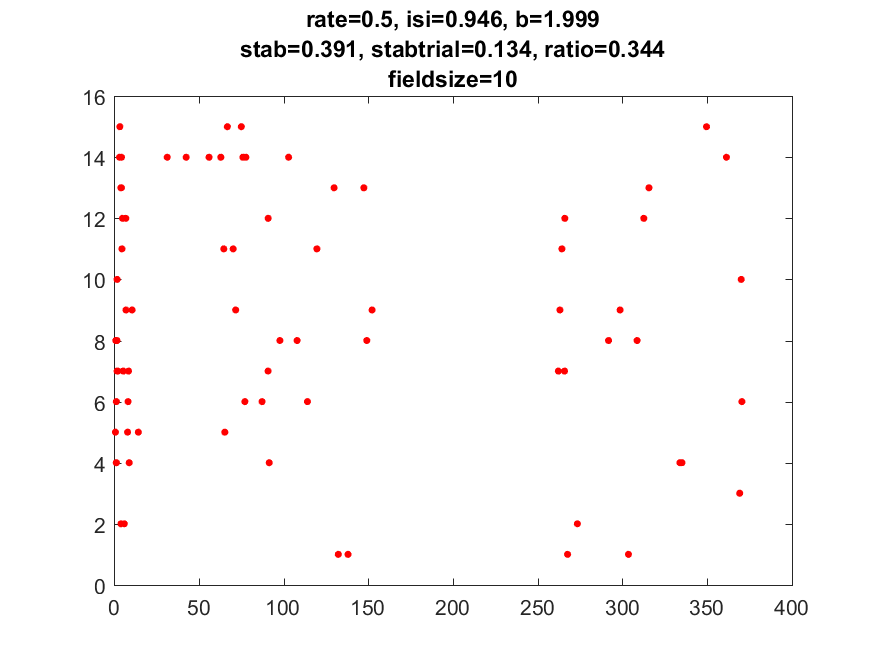 rate=0.5, isi=0.946, b=1.999
stab=0.391, stabtrial=0.134, ratio=0.344
fieldsize=10
16
14
12
10
8
6
4
2
0
0 50 100 150 200 250 300 350 400